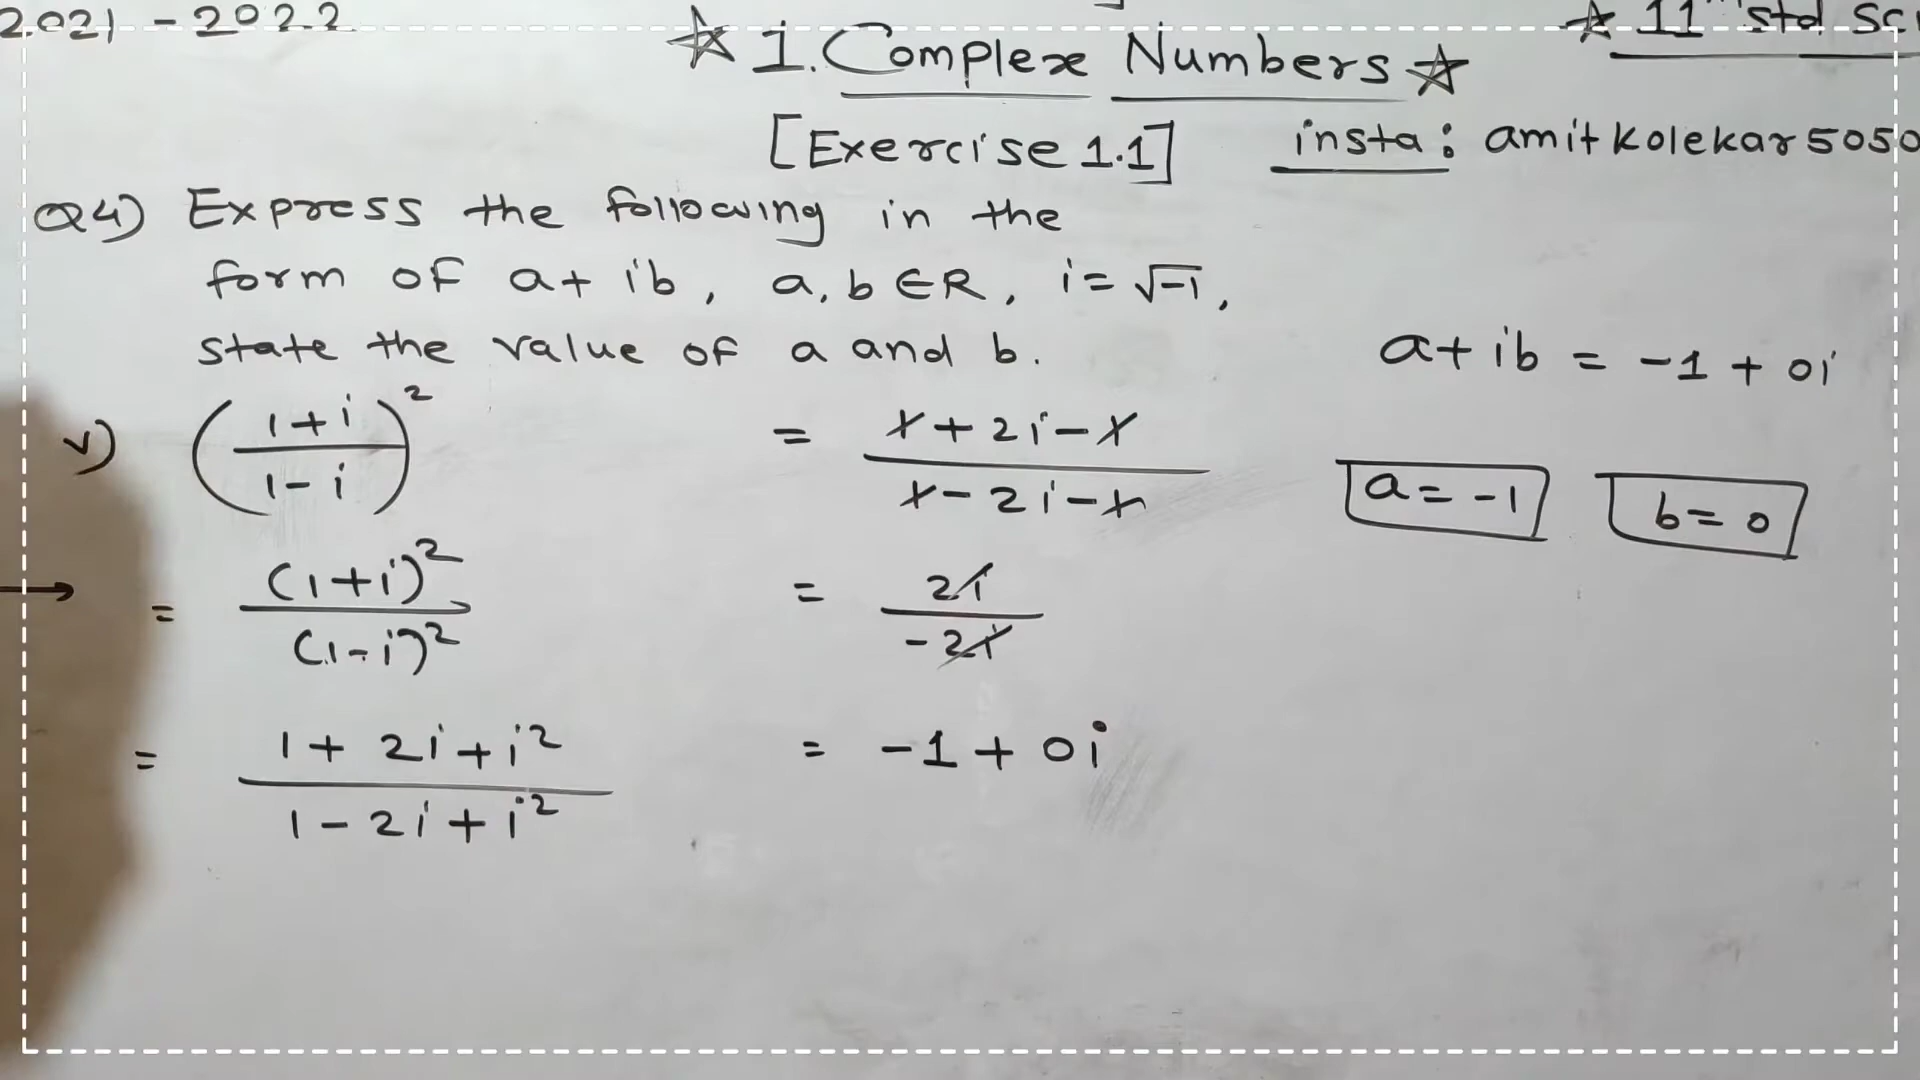 2021 - 2022
☆ 1. Complex Numbers ☆
☆ 11 std
[Exercise 1.1]
insta: amitkolekar5050
Q4) Express the following in the
form of a + ib, a, b ∈ R, i = √-1,
state the value of a and b.
v) ((1+i)/(1-i))²
→ = (1+i)²/(1-i)²
= (1 + 2i + i²)/(1 - 2i + i²)
= (1 + 2i - 1)/(1 - 2i - 1)
= 2i/-2i
= -1 + 0i
a + ib = -1 + 0i
a = -1 b = 0